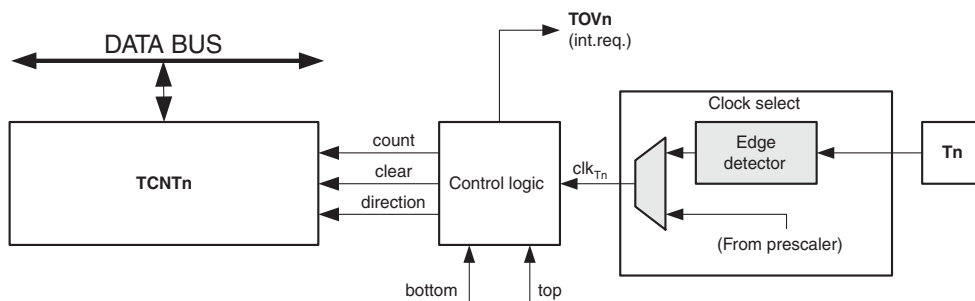 TOVn
(int.req.)
DATA BUS
Clock select
TCNTn
count
clear
direction
Control logic
clkTn
Edge
detector
Tn
(From prescaler)
bottom
top